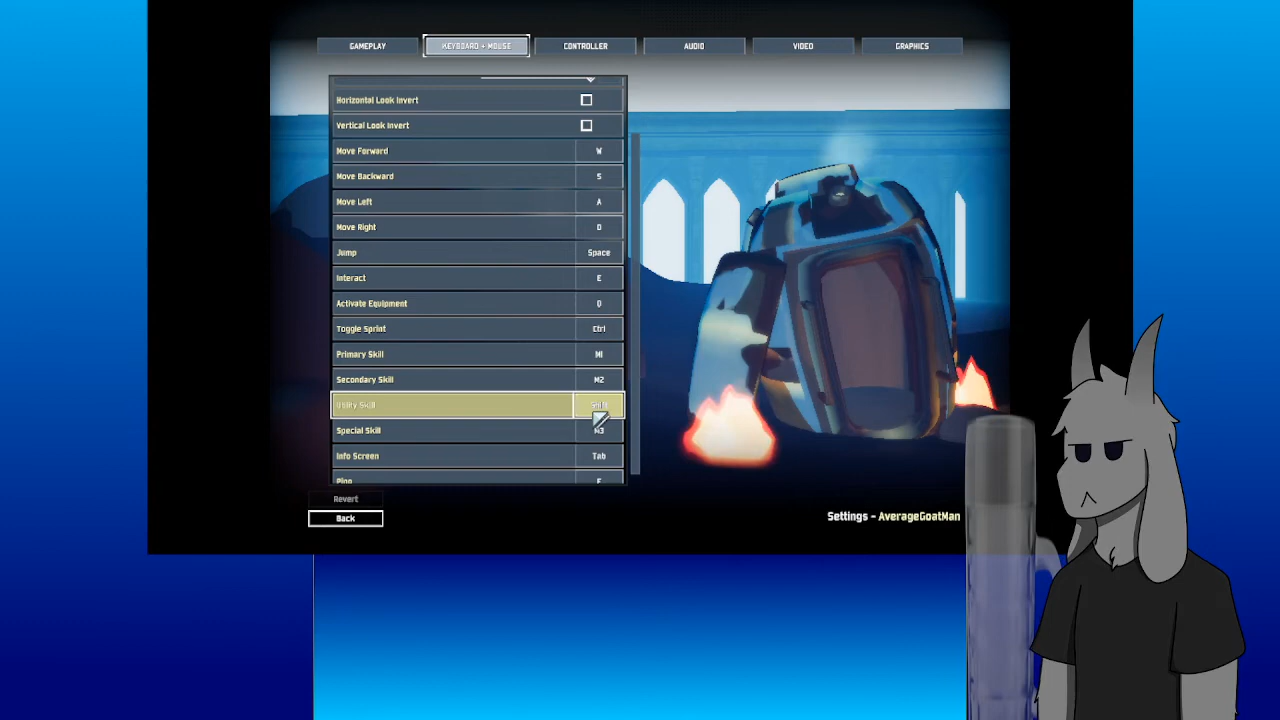 GAMEPLAY KEYBOARD + MOUSE CONTROLLER AUDIO VIDEO GRAPHICS
Horizontal Look Invert
Vertical Look Invert
Move Forward W
Move Backward S
Move Left A
Move Right D
Jump Space
Interact E
Activate Equipment
Toggle Sprint Ctrl
Primary Skill M1
Secondary Skill M2
Utility Skill
Special Skill M3
Info Screen Tab
Ping
Revert
Back
Settings - AverageGoatMan